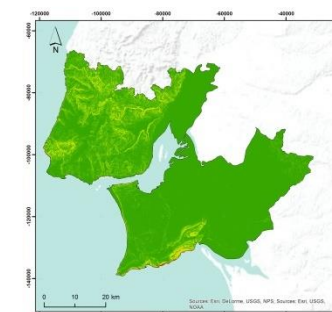 -120000 -100000 -80000 -60000 -40000
-60000
N
-80000
-100000
-120000
-140000
0 10 20 km
Sources: Esri, DeLorme, USGS, NPS; Sources: Esri, USGS,
NOAA